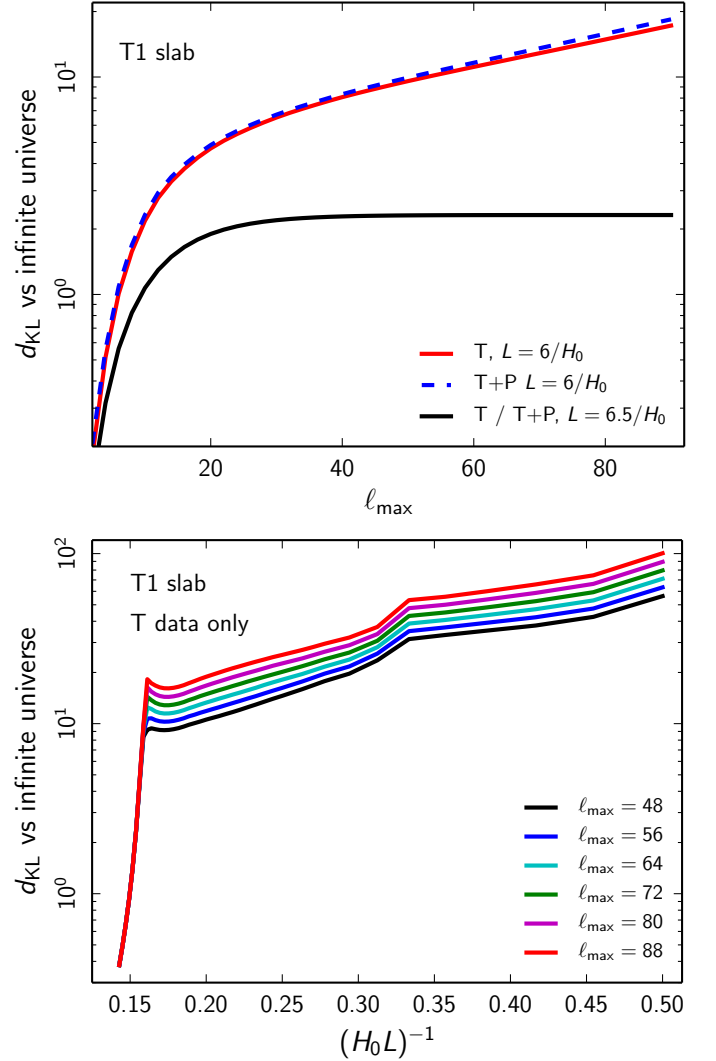 T1 slab
d_KL vs infinite universe
10^1
10^0
T, L = 6/H_0
T+P L = 6/H_0
T / T+P, L = 6.5/H_0
20 40 60 80
ℓ_max
10^2
T1 slab
T data only
d_KL vs infinite universe
10^1
10^0
ℓ_max = 48
ℓ_max = 56
ℓ_max = 64
ℓ_max = 72
ℓ_max = 80
ℓ_max = 88
0.15 0.20 0.25 0.30 0.35 0.40 0.45 0.50
(H_0L)^{-1}